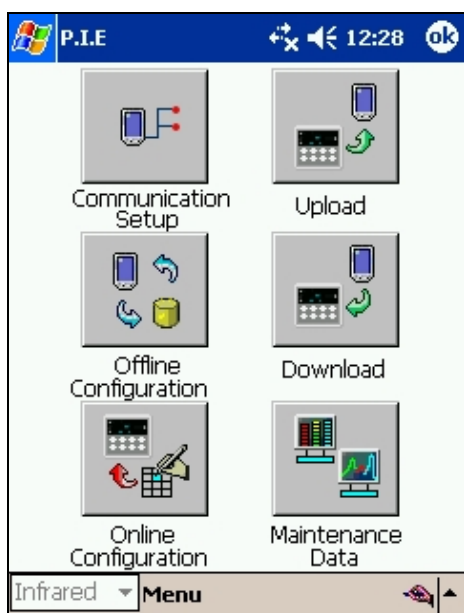 P.I.E
12:28
ok
Communication
Setup
Upload
Offline
Configuration
Download
Online
Configuration
Maintenance
Data
Infrared
Menu